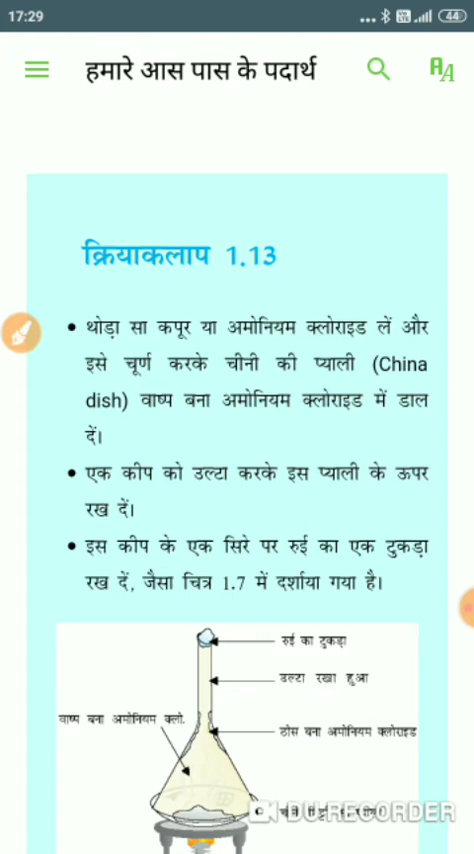 17:29
44
हमारे आस पास के पदार्थ
क्रियाकलाप 1.13
• थोड़ा सा कपूर या अमोनियम क्लोराइड लें और
इसे चूर्ण करके चीनी की प्याली (China
dish) वाष्प बना अमोनियम क्लोराइड में डाल
दें।
• एक कीप को उल्टा करके इस प्याली के ऊपर
रख दें।
• इस कीप के एक सिरे पर रुई का एक टुकड़ा
रख दें, जैसा चित्र 1.7 में दर्शाया गया है।
रुई का टुकड़ा
उल्टा रखा हुआ
वाष्प बना अमोनियम क्लो.
ठोस बना अमोनियम क्लोराइड
DU RECORDER